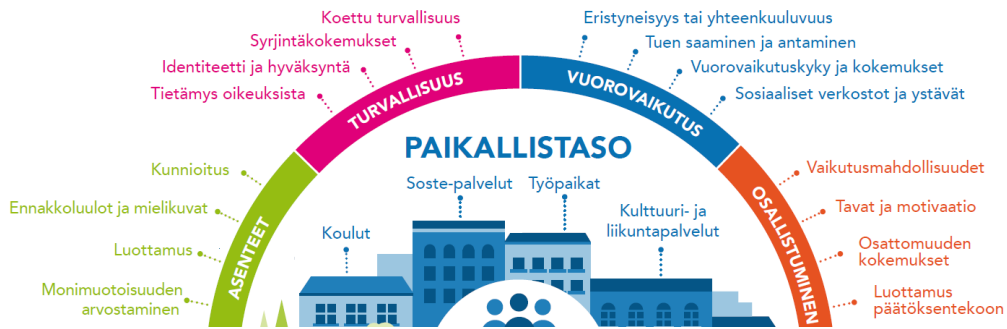 Koettu turvallisuus
Syrjintäkokemukset
Identiteetti ja hyväksyntä
Tietämys oikeuksista
TURVALLISUUS
Eristyneisyys tai yhteenkuuluvuus
Tuen saaminen ja antaminen
Vuorovaikutuskyky ja kokemukset
Sosiaaliset verkostot ja ystävät
VUOROVAIKUTUS
Kunnioitus
Ennakkoluulot ja mielikuvat
Luottamus
Monimuotoisuuden
arvostaminen
ASENTEET
PAIKALLISTASO
Soste-palvelut
Työpaikat
Koulut
Kulttuuri- ja
liikuntapalvelut
OSALLISTUMINEN
Vaikutusmahdollisuudet
Tavat ja motivaatio
Osattomuuden
kokemukset
Luottamus
päätöksentekoon